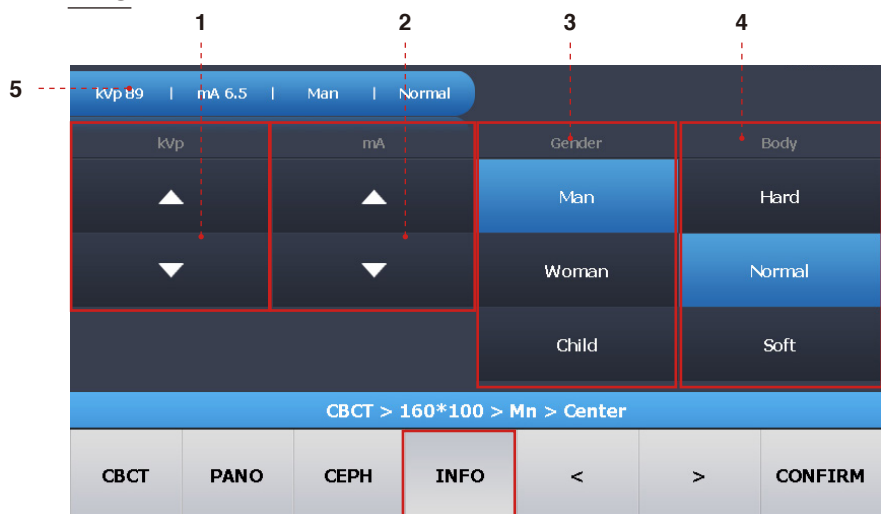 1 2 3 4
5
kVp 89 | mA 6.5 | Man | Normal
kVp mA Gender Body
Man Hard
Woman Normal
Child Soft
CBCT > 160*100 > Mn > Center
CBCT PANO CEPH INFO < > CONFIRM